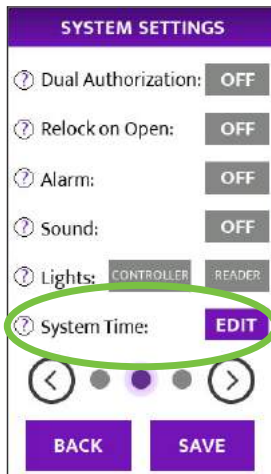 SYSTEM SETTINGS
? Dual Authorization: OFF
? Relock on Open: OFF
? Alarm: OFF
? Sound: OFF
? Lights: CONTROLLER READER
? System Time: EDIT
< >
BACK SAVE